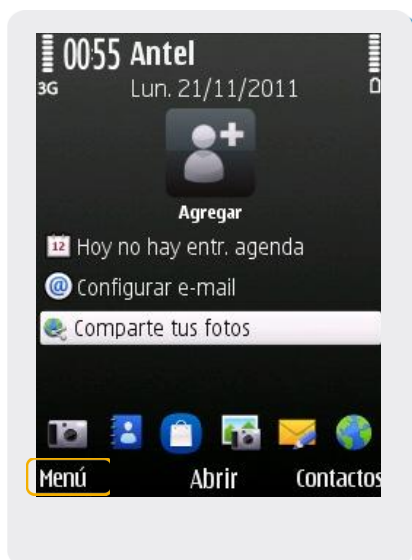 00:55 Antel
3G Lun. 21/11/2011
Agregar
12 Hoy no hay entr. agenda
@ Configurar e-mail
Comparte tus fotos
Menú Abrir Contactos